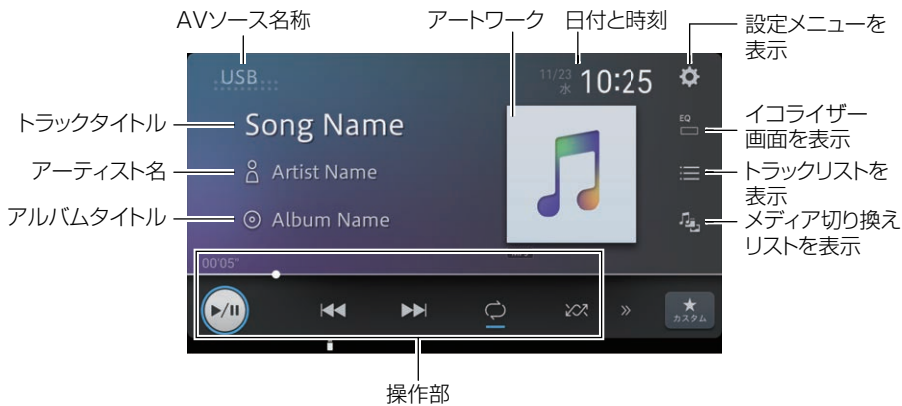 AVソース名称
アートワーク
日付と時刻
設定メニューを
表示
USB
11/23
水
10:25
トラックタイトル
Song Name
EQ
イコライザー
画面を表示
アーティスト名
Artist Name
トラックリストを
表示
アルバムタイトル
Album Name
メディア切り換え
リストを表示
00'05"
カスタム
操作部